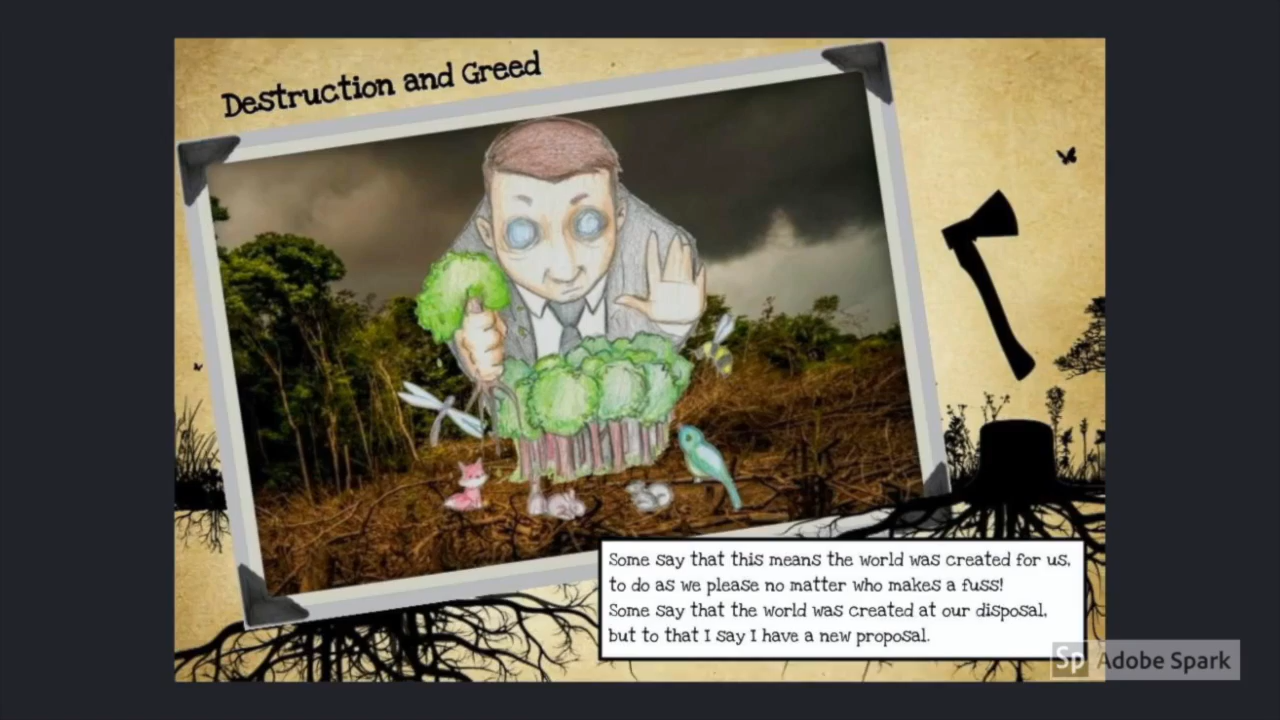 Destruction and Greed
Some say that this means the world was created for us,
to do as we please no matter who makes a fuss!
Some say that the world was created at our disposal,
but to that I say I have a new proposal.
Sp Adobe Spark